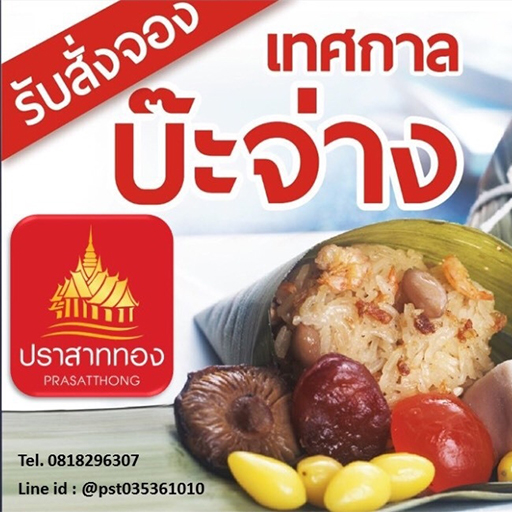 รับสั่งจอง
เทศกาล
บ๊ะจ่าง
ปราสาททอง
PRASATTHONG
Tel. 0818296307
Line id : @pst035361010